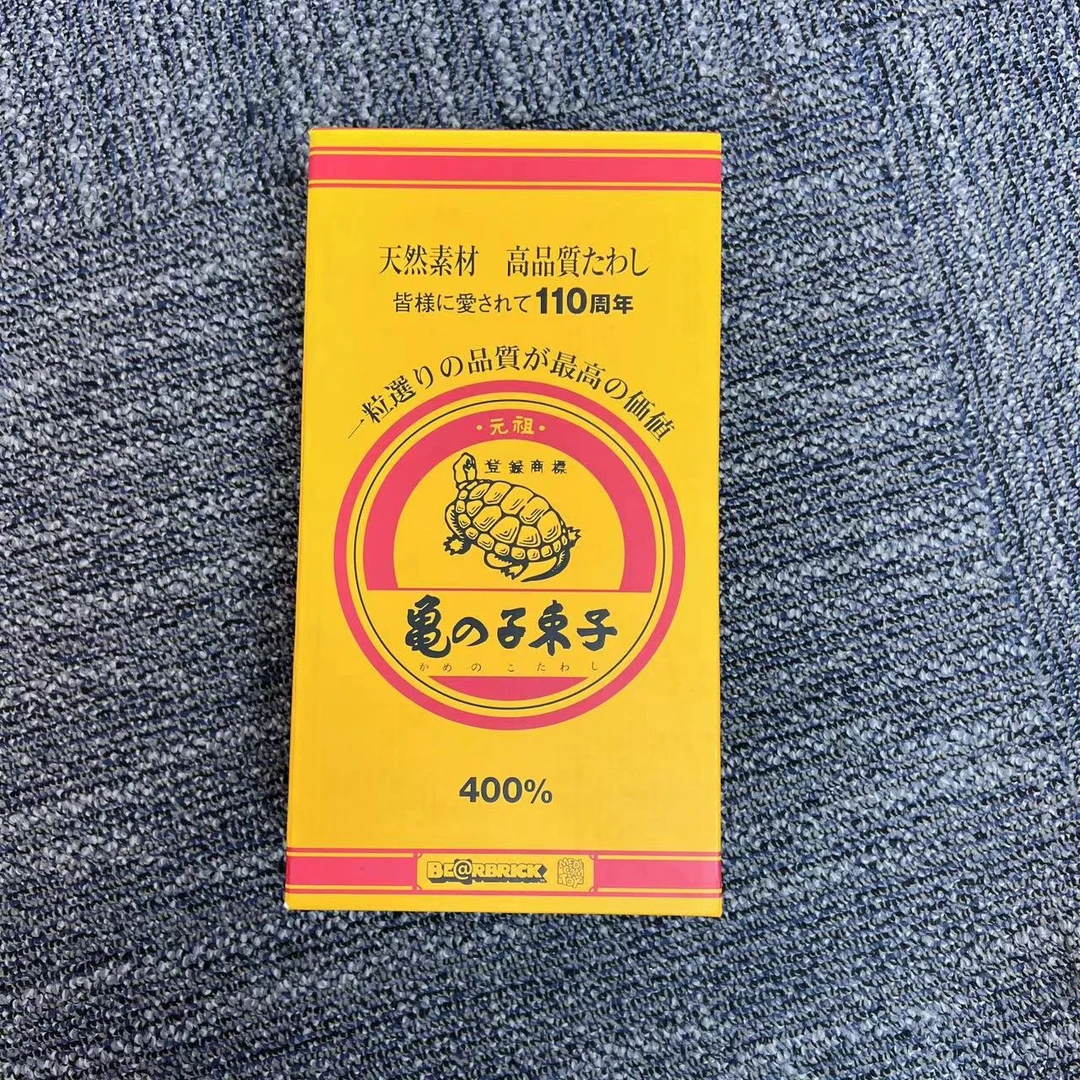 天然素材　高品質たわし
皆様に愛されて110周年
一粒選りの品質が最高の価値
・元祖・
登録商標
亀の子束子
かめのこたわし
400%
BE@RBRICK
MEDICOM TOY